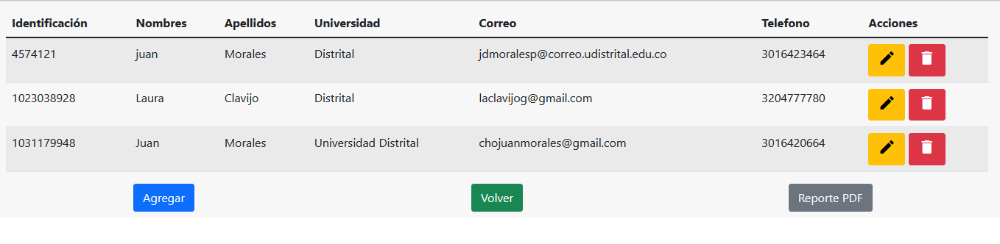 Identificación Nombres Apellidos Universidad Correo Telefono Acciones
4574121 juan Morales Distrital jdmoralesp@correo.udistrital.edu.co 3016423464
1023038928 Laura Clavijo Distrital laclavijog@gmail.com 3204777780
1031179948 Juan Morales Universidad Distrital chojuanmorales@gmail.com 3016420664
Agregar Volver Reporte PDF